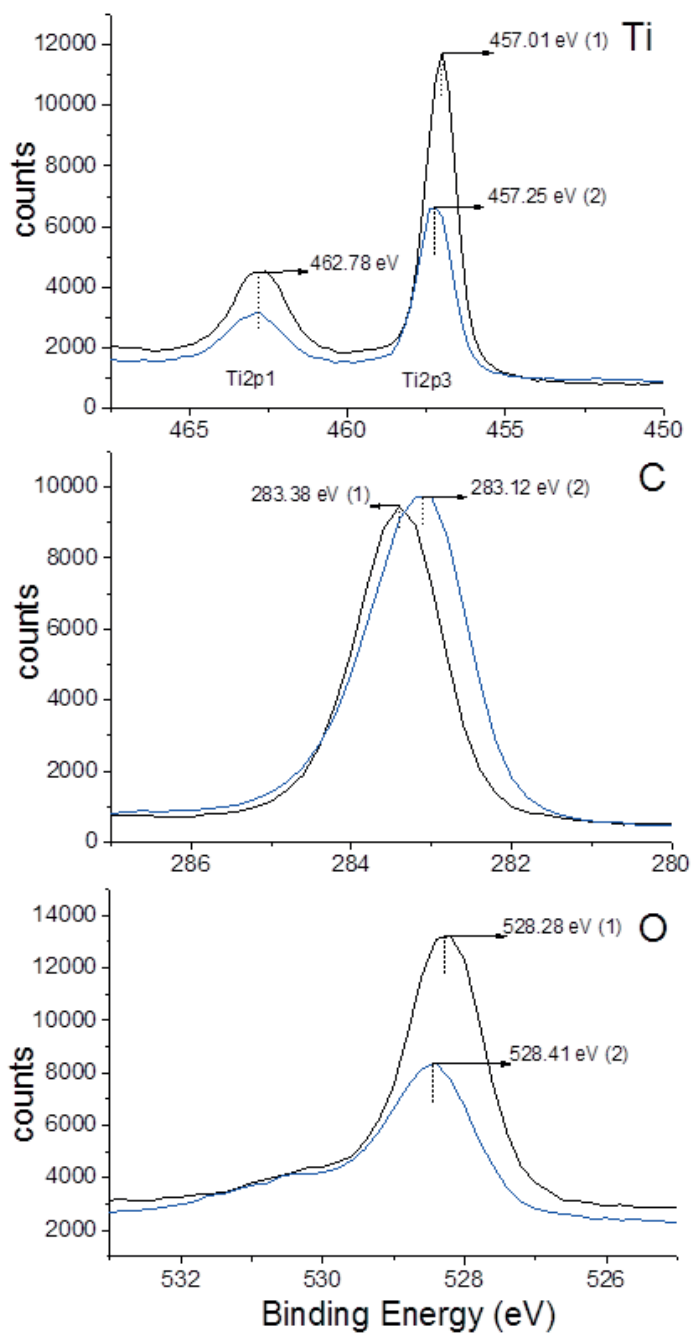 Ti
12000
10000
8000
6000
4000
2000
0
counts
457.01 eV (1)
457.25 eV (2)
462.78 eV
Ti2p1
Ti2p3
465
460
455
450
C
10000
8000
6000
4000
2000
0
counts
283.38 eV (1)
283.12 eV (2)
286
284
282
280
O
14000
12000
10000
8000
6000
4000
2000
counts
528.28 eV (1)
528.41 eV (2)
532
530
528
526
Binding Energy (eV)